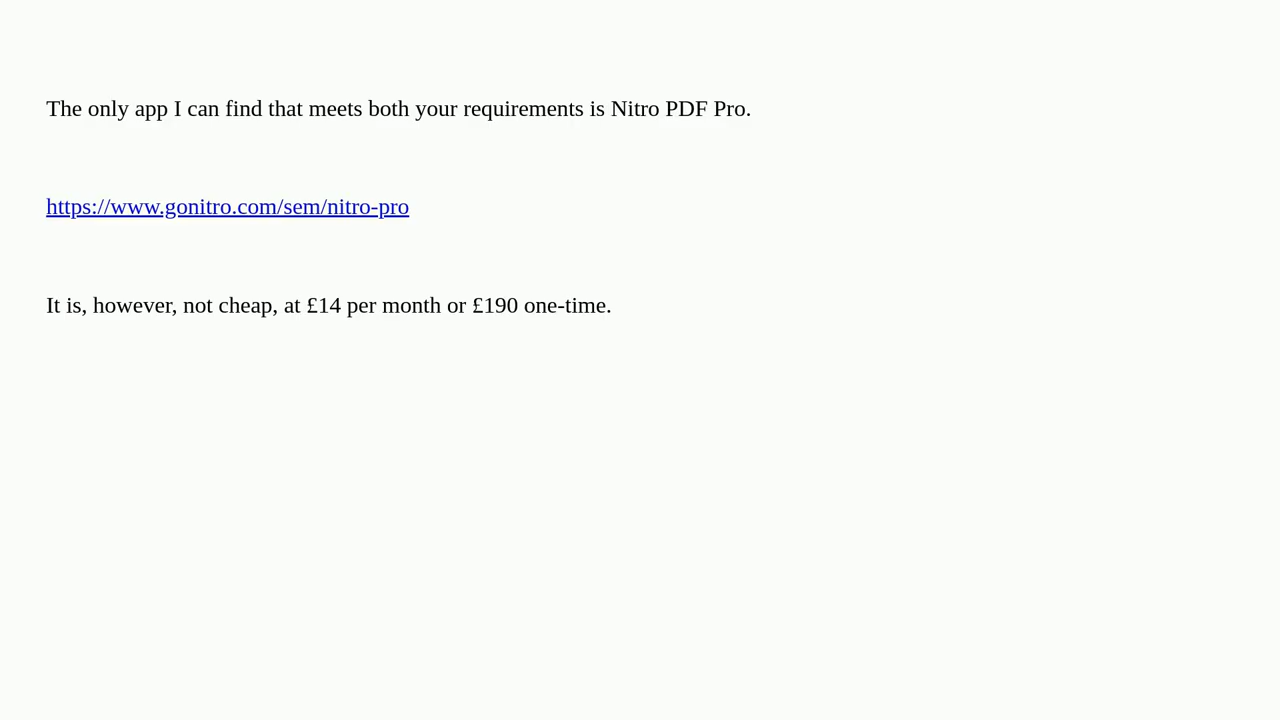 The only app I can find that meets both your requirements is Nitro PDF Pro.
https://www.gonitro.com/sem/nitro-pro
It is, however, not cheap, at £14 per month or £190 one-time.